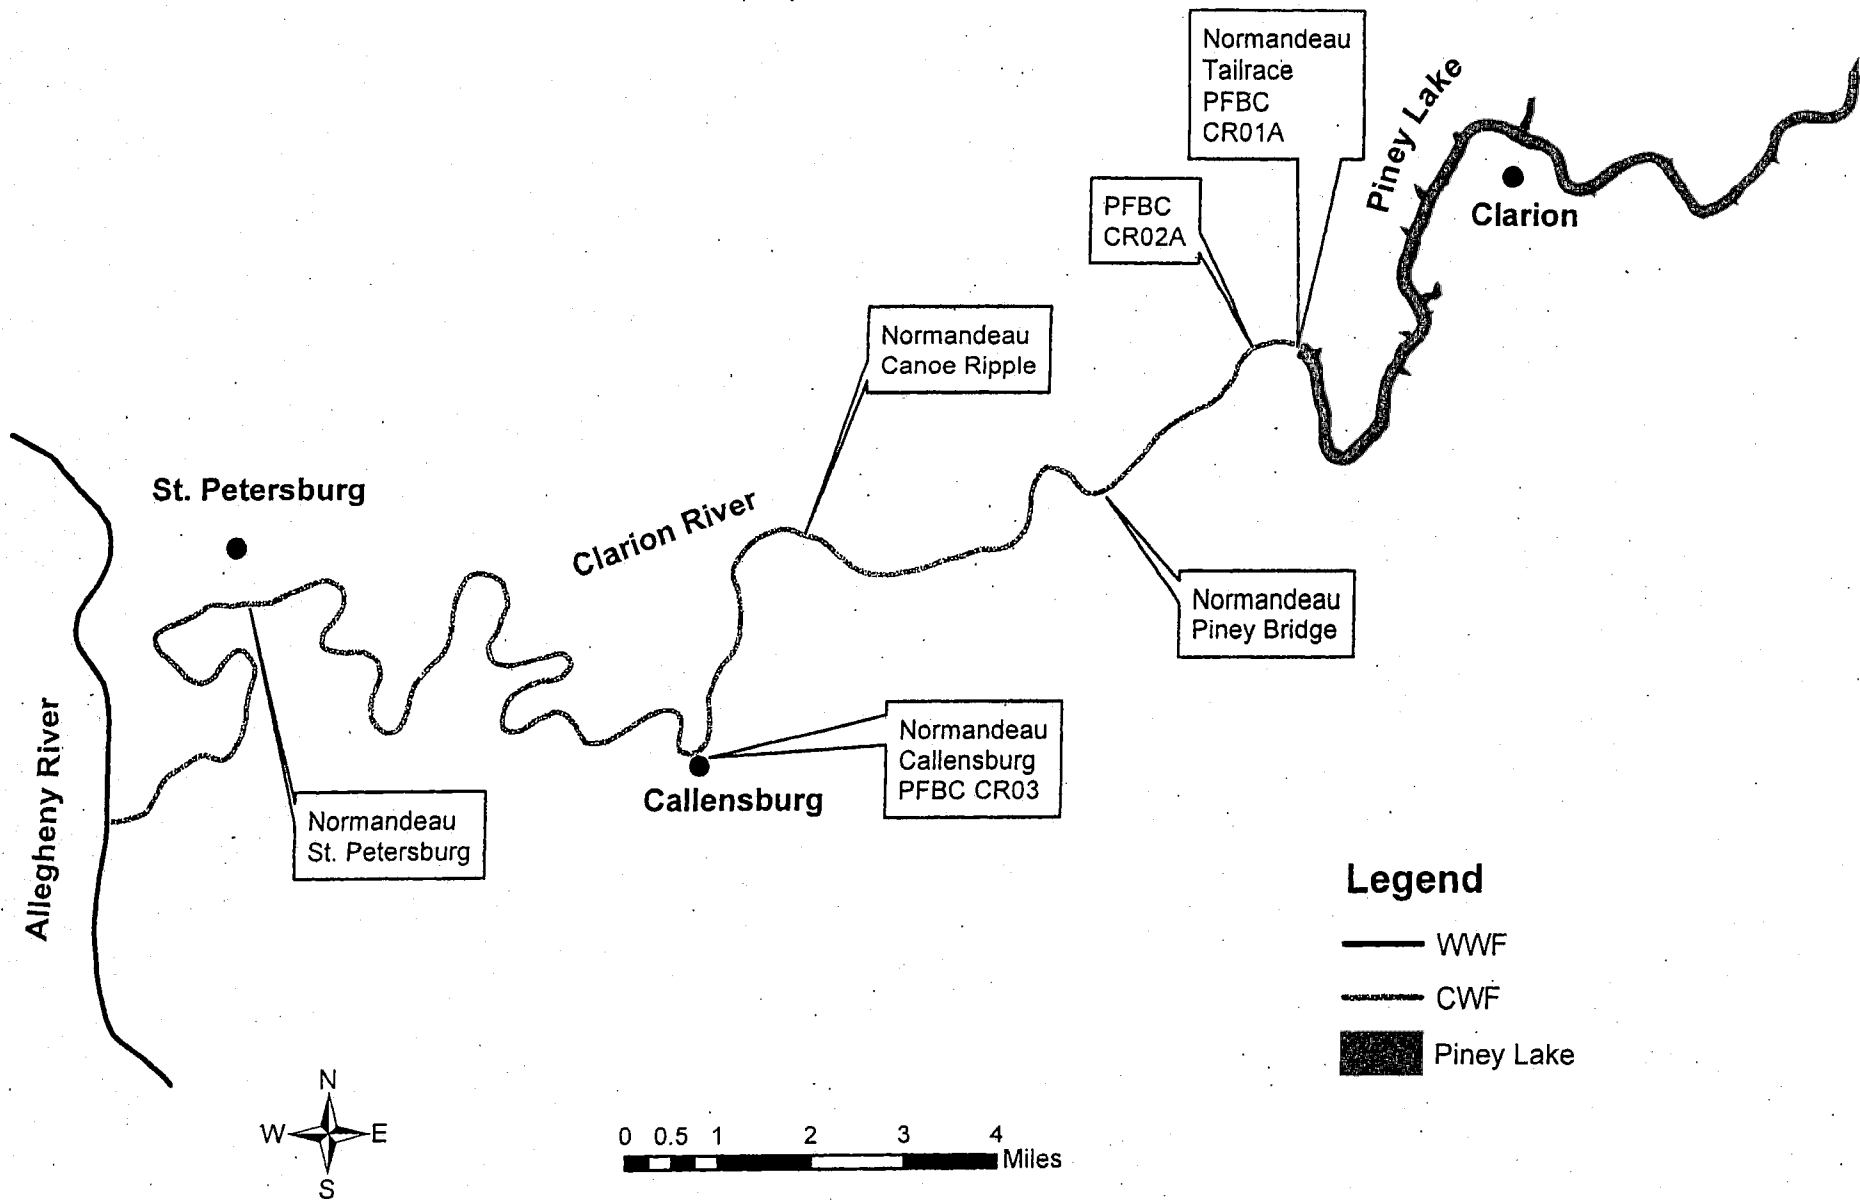 Normandeau
Tailrace
PFBC
CR01A
Piney Lake
Clarion
PFBC
CR02A
Normandeau
Canoe Ripple
St. Petersburg
Clarion River
Normandeau
Piney Bridge
Allegheny River
Normandeau
Callensburg
PFBC CR03
Callensburg
Normandeau
St. Petersburg
Legend
WWF
CWF
Piney Lake
N
W E
S
0 0.5 1 2 3 4
Miles